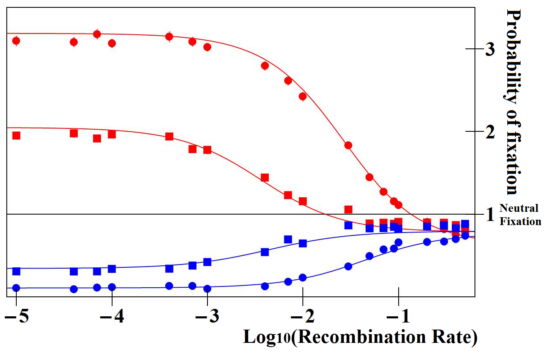 3
2
1
Neutral
Fixation
Probability of fixation
−5
−4
−3
−2
−1
Log10(Recombination Rate)